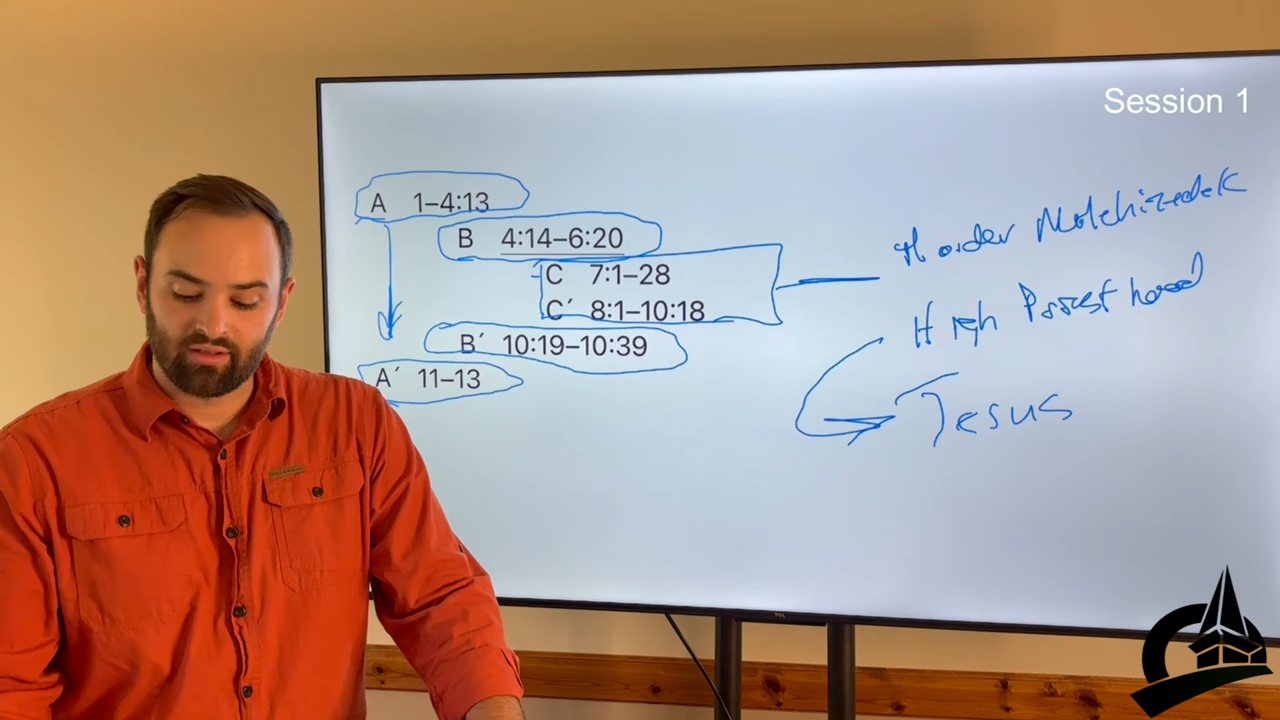 Session 1
A 1–4:13
B 4:14–6:20
C 7:1–28
C′ 8:1–10:18
B′ 10:19–10:39
A′ 11–13
order Melchizedek
High Priesthood
Jesus